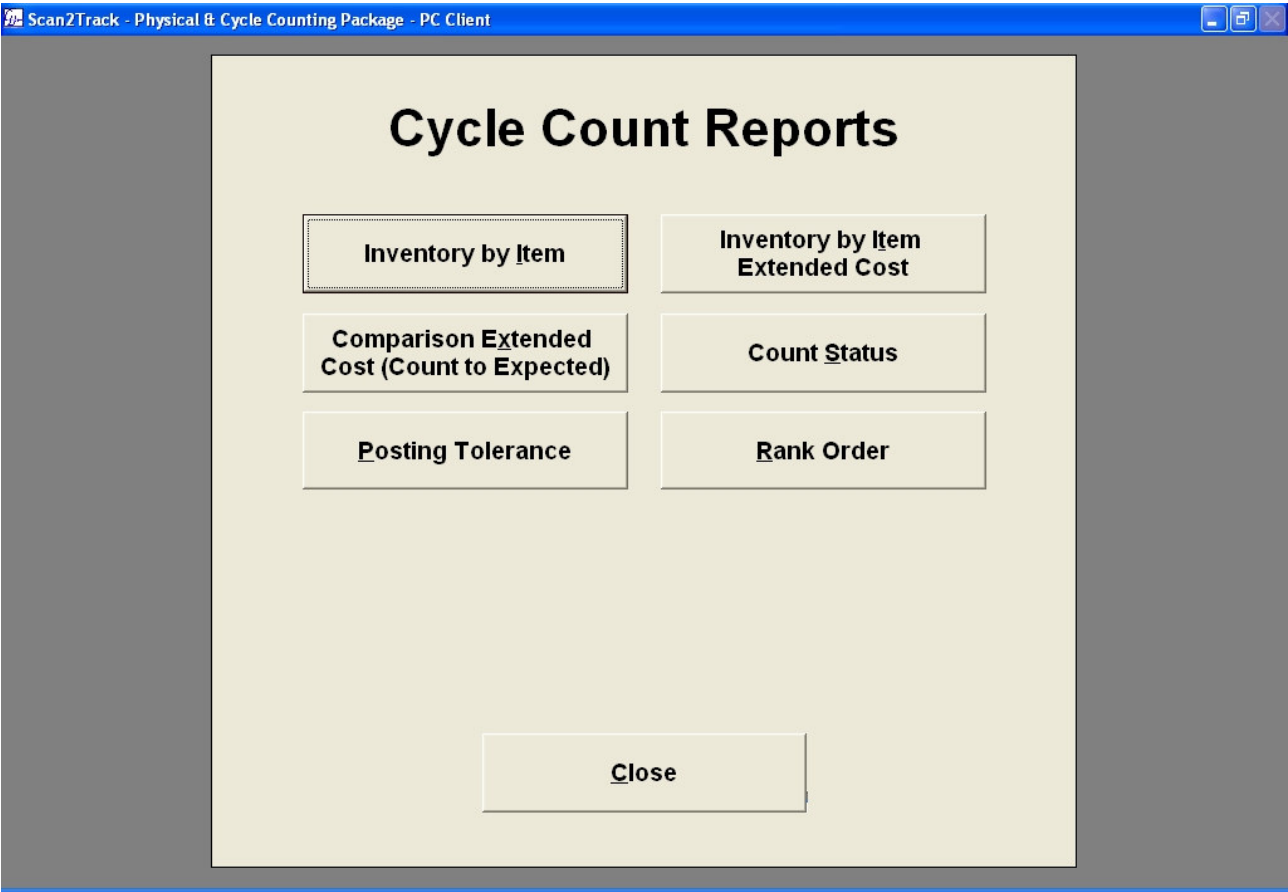 Scan2Track - Physical & Cycle Counting Package - PC Client
Cycle Count Reports
Inventory by Item
Inventory by Item
Extended Cost
Comparison Extended
Cost (Count to Expected)
Count Status
Posting Tolerance
Rank Order
Close